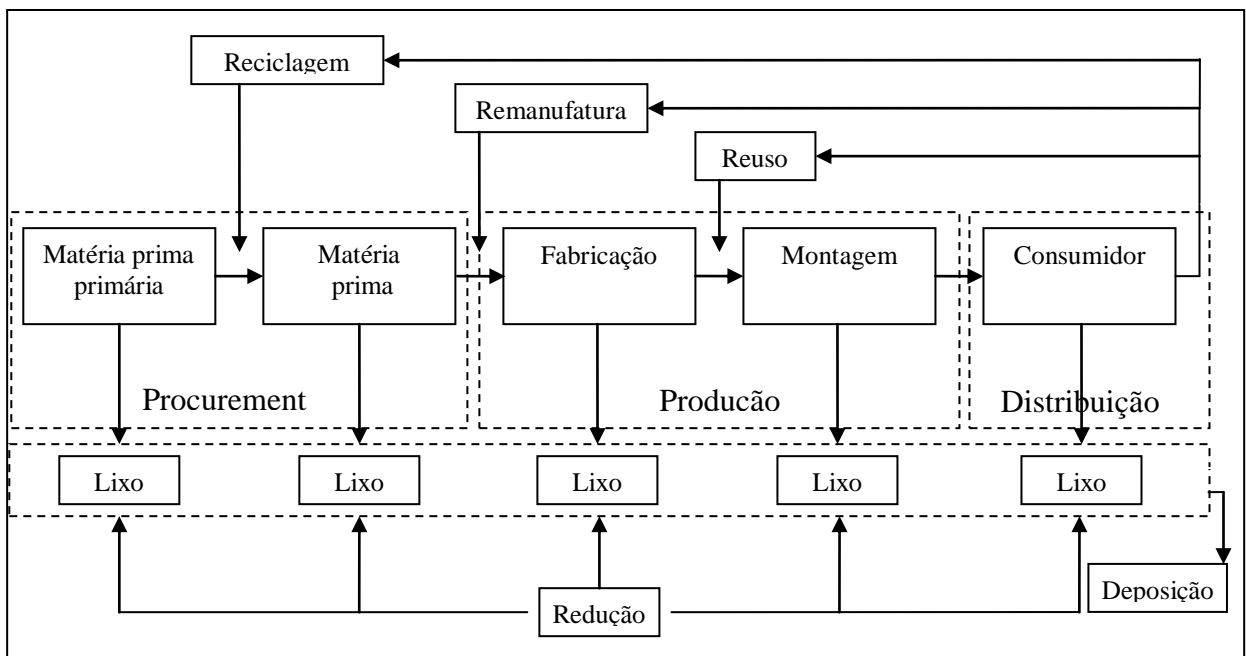 Reciclagem
Remanufatura
Reuso
Matéria prima
primária
Matéria
prima
Fabricação
Montagem
Consumidor
Procurement
Producão
Distribuição
Lixo
Lixo
Lixo
Lixo
Lixo
Deposição
Redução